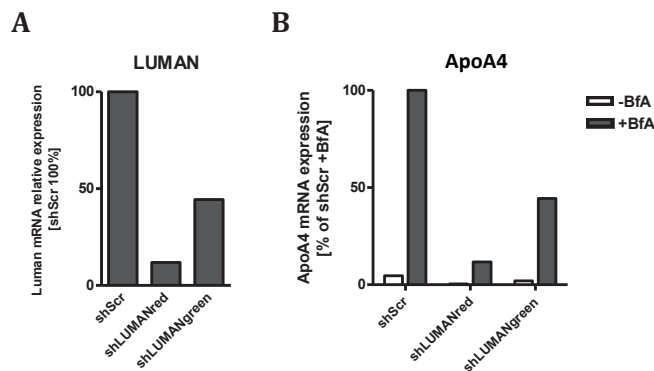 A
LUMAN
Luman mRNA relative expression
[shScr 100%]
100
50
0
shScr
shLUMANred
shLUMANgreen
B
ApoA4
ApoA4 mRNA expression
[% of shScr +BfA]
100
50
0
shScr
shLUMANred
shLUMANgreen
-BfA
+BfA